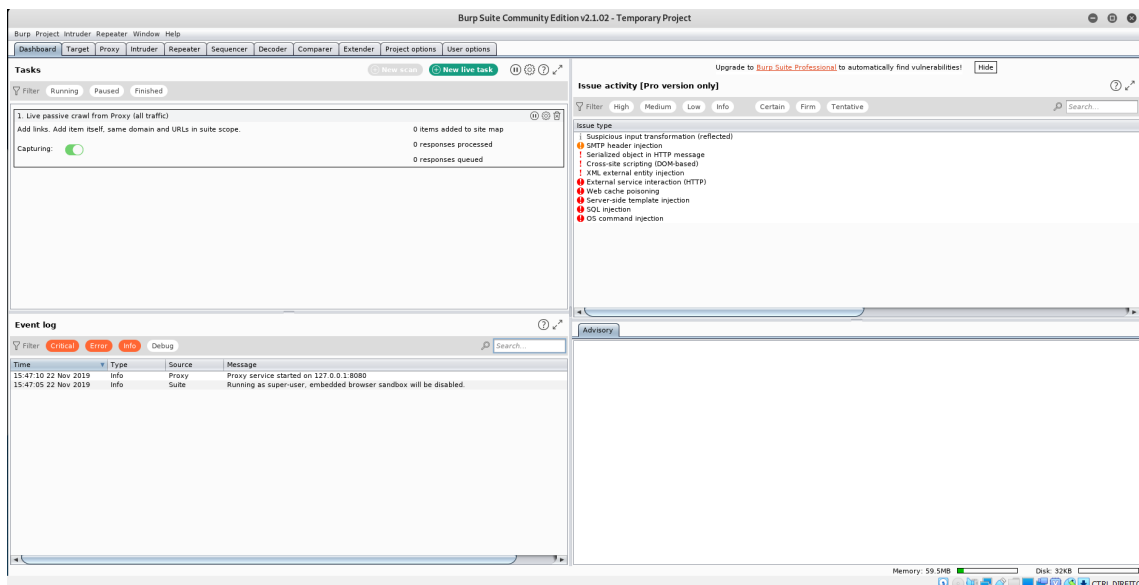 Burp Suite Community Edition v2.1.02 - Temporary Project
Burp Project Intruder Repeater Window Help
Dashboard Target Proxy Intruder Repeater Sequencer Decoder Comparer Extender Project options User options
Tasks
New scan
New live task
Filter Running Paused Finished
1. Live passive crawl from Proxy (all traffic)
Add links. Add item itself, same domain and URLs in suite scope.
Capturing:
0 items added to site map
0 responses processed
0 responses queued
Upgrade to Burp Suite Professional to automatically find vulnerabilities! Hide
Issue activity [Pro version only]
Filter High Medium Low Info Certain Firm Tentative Search...
Issue type
Suspicious input transformation (reflected)
SMTP header injection
Serialized object in HTTP message
Cross-site scripting (DOM-based)
XML external entity injection
External service interaction (HTTP)
Web cache poisoning
Server-side template injection
SQL injection
OS command injection
Event log
Filter Critical Error Info Debug Search...
Time Type Source Message
15:47:10 22 Nov 2019 Info Proxy Proxy service started on 127.0.0.1:8080
15:47:05 22 Nov 2019 Info Suite Running as super-user, embedded browser sandbox will be disabled.
Advisory
Memory: 59.5MB Disk: 32KB
CTRL DIREITO